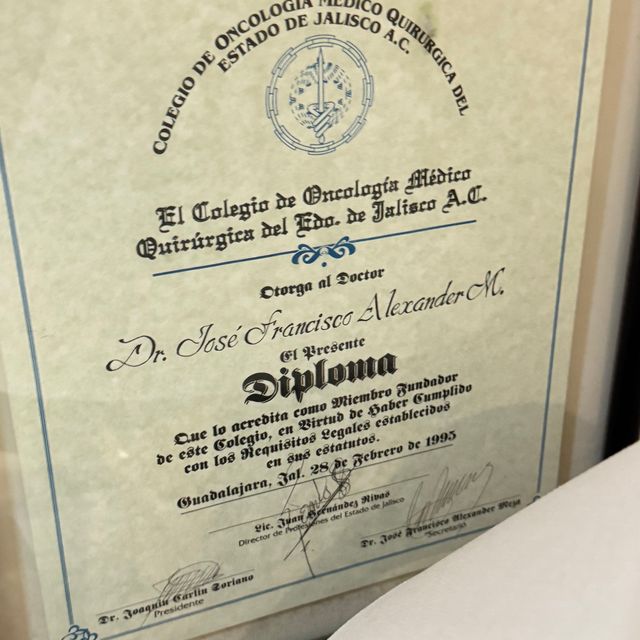 COLEGIO DE ONCOLOGIA MEDICO QUIRURGICA DEL
ESTADO DE JALISCO A.C.
El Colegio de Oncología Médico
Quirúrgica del Edo. de Jalisco A.C.
Otorga al Doctor
Dr. José Francisco Alexander M.
El Presente
Diploma
Que lo acredita como Miembro Fundador
de este Colegio, en Virtud de Haber Cumplido
con los Requisitos Legales establecidos
en sus estatutos.
Guadalajara, Jal. 28 de Febrero de 1995
Lic. Juan Hernández Rivas
Director de Profesiones del Estado de Jalisco
Dr. José Francisco Alexander Meja
"Secretario
Dr. Joaquín Carlin Soriano
Presidente